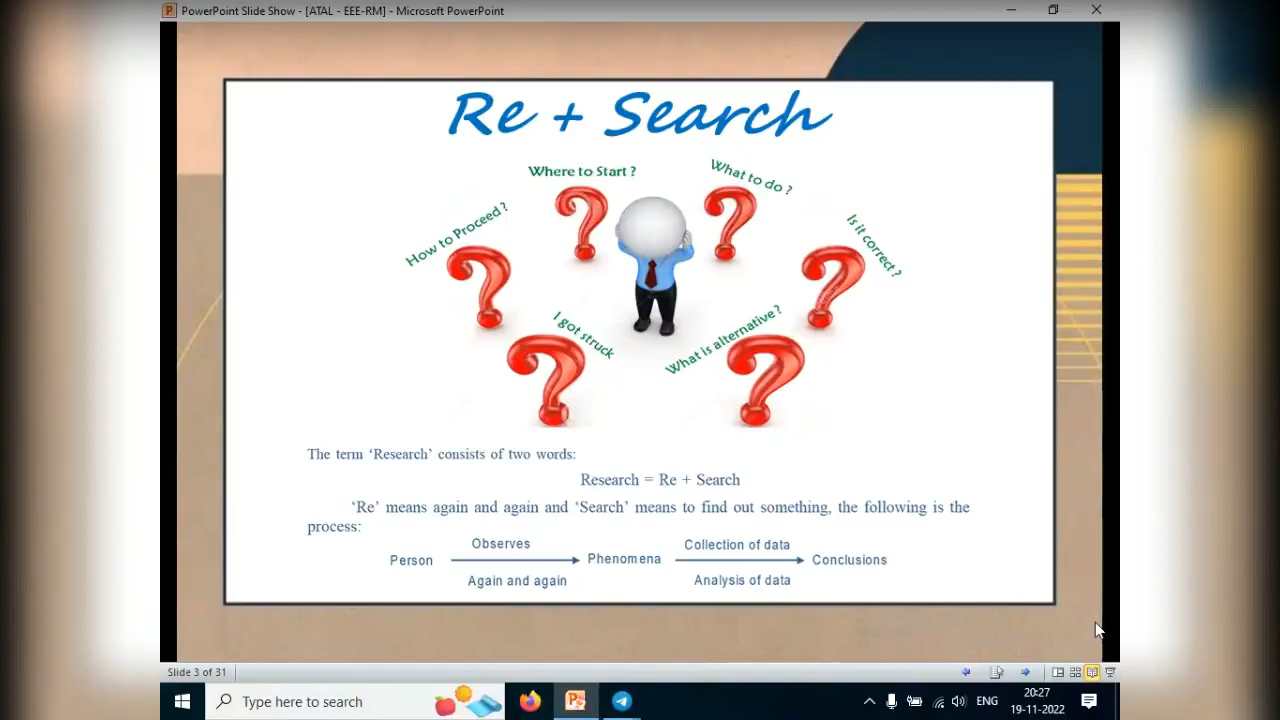 PowerPoint Slide Show - [ATAL - EEE-RM] - Microsoft PowerPoint
Re + Search
Where to Start ?
What to do ?
How to Proceed ?
Is it correct ?
I got struck
What is alternative ?
The term ‘Research’ consists of two words:
Research = Re + Search
‘Re’ means again and again and ‘Search’ means to find out something, the following is the
process:
Observes
Collection of data
Person
Phenomena
Conclusions
Again and again
Analysis of data
Slide 3 of 31
Type here to search
ENG
20:27
19-11-2022